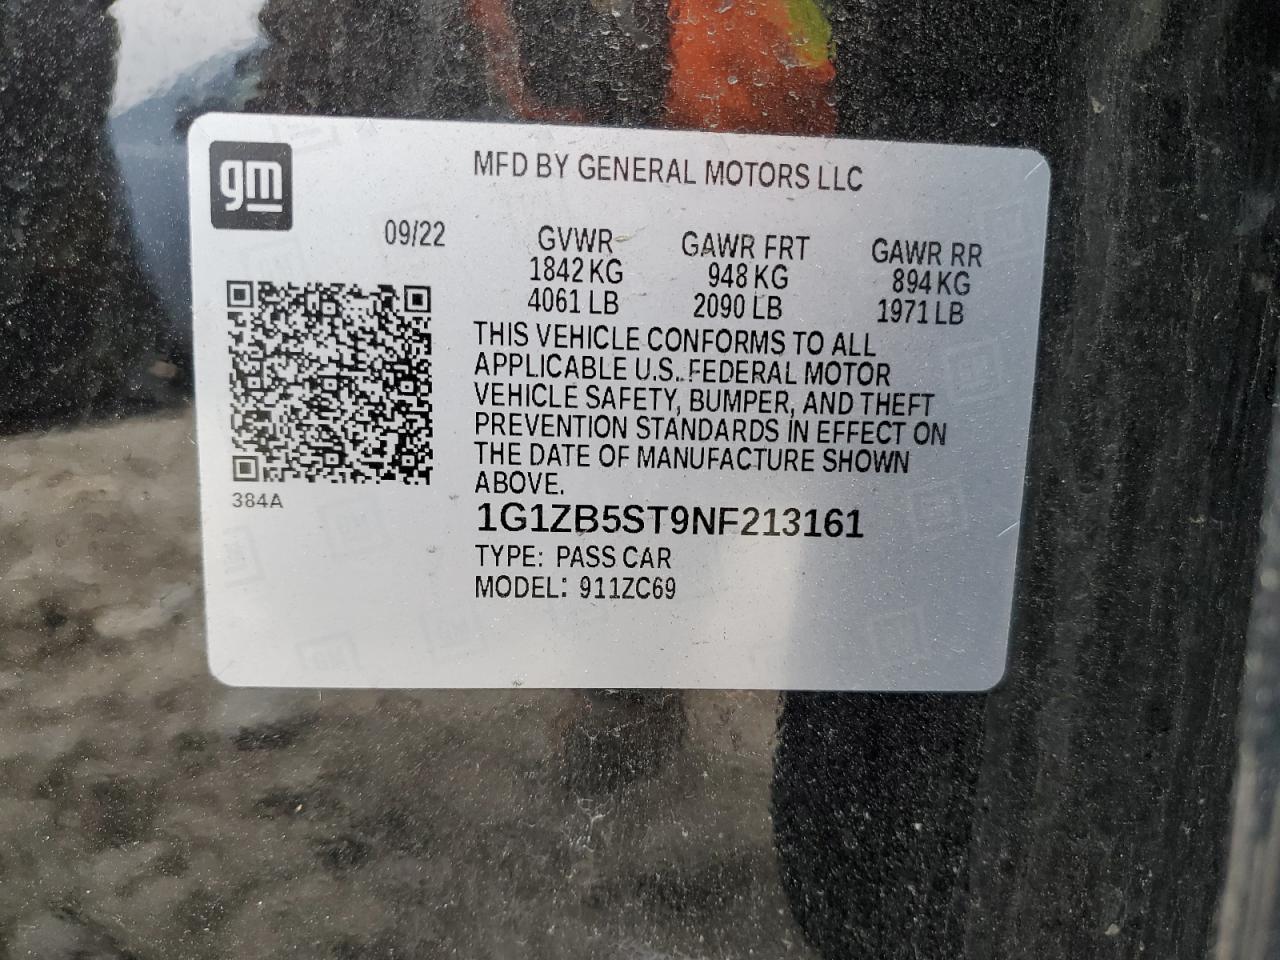 gm
MFD BY GENERAL MOTORS LLC
09/22
GVWR GAWR FRT GAWR RR
1842 KG 948 KG 894 KG
4061 LB 2090 LB 1971 LB
THIS VEHICLE CONFORMS TO ALL
APPLICABLE U.S. FEDERAL MOTOR
VEHICLE SAFETY, BUMPER, AND THEFT
PREVENTION STANDARDS IN EFFECT ON
THE DATE OF MANUFACTURE SHOWN
ABOVE.
384A
1G1ZB5ST9NF213161
TYPE: PASS CAR
MODEL: 911ZC69